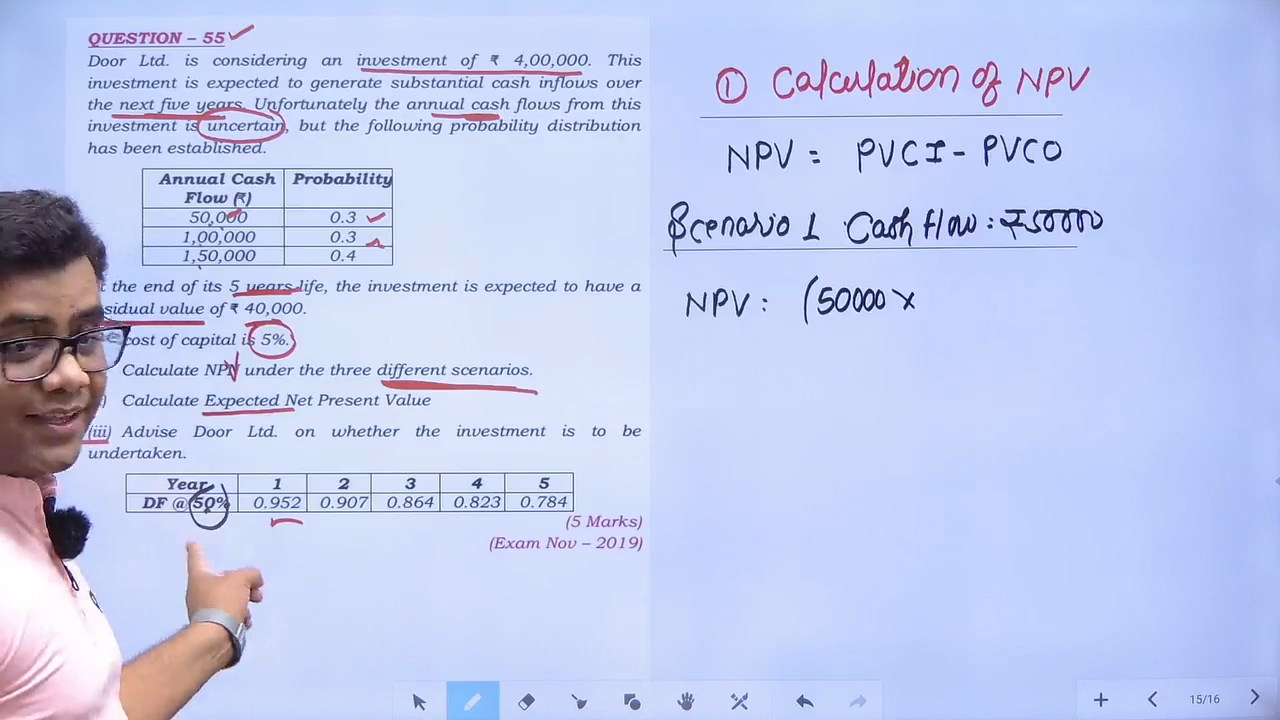 QUESTION – 55
Door Ltd. is considering an investment of ₹ 4,00,000. This
investment is expected to generate substantial cash inflows over
the next five years. Unfortunately the annual cash flows from this
investment is uncertain, but the following probability distribution
has been established.
Annual Cash Flow (₹) Probability
50,000 0.3
1,00,000 0.3
1,50,000 0.4
the end of its 5 years life, the investment is expected to have a
sidual value of ₹ 40,000.
cost of capital is 5%.
Calculate NPV under the three different scenarios.
Calculate Expected Net Present Value
(iii) Advise Door Ltd. on whether the investment is to be
undertaken.
Year 1 2 3 4 5
DF @ 50% 0.952 0.907 0.864 0.823 0.784
(5 Marks)
(Exam Nov – 2019)
① Calculation of NPV
NPV = PVCI - PVCO
Scenario 1 Cash flow: ₹50000
NPV: (50000 ×
15/16